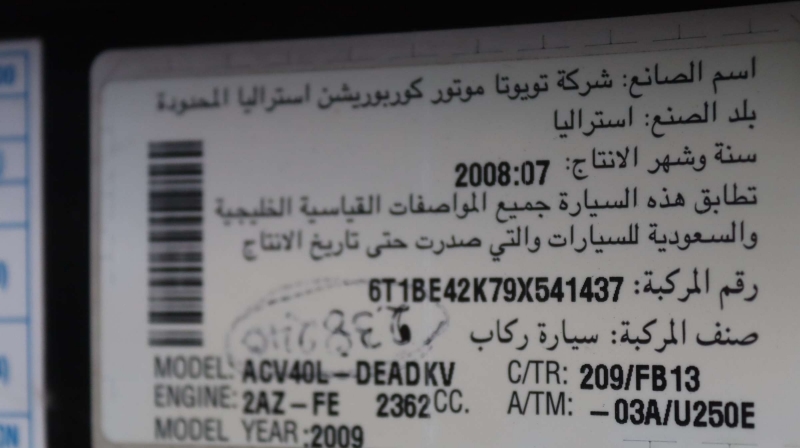 اسم الصانع: شركة تويوتا موتور كوربوريشن استراليا المحدودة
بلد الصنع: استراليا
سنة وشهر الانتاج: 2008:07
تطابق هذه السيارة جميع المواصفات القياسية الخليجية
والسعودية للسيارات والتي صدرت حتى تاريخ الانتاج
رقم المركبة: 6T1BE42K79X541437
صنف المركبة: سيارة ركاب
MODEL: ACV40L-DEADKV C/TR: 209/FB13
ENGINE: 2AZ-FE 2362CC. A/TM: -03A/U250E
MODEL YEAR:2009